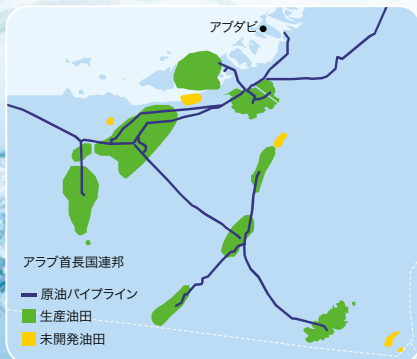 アブダビ
アラブ首長国連邦
原油パイプライン
生産油田
未開発油田